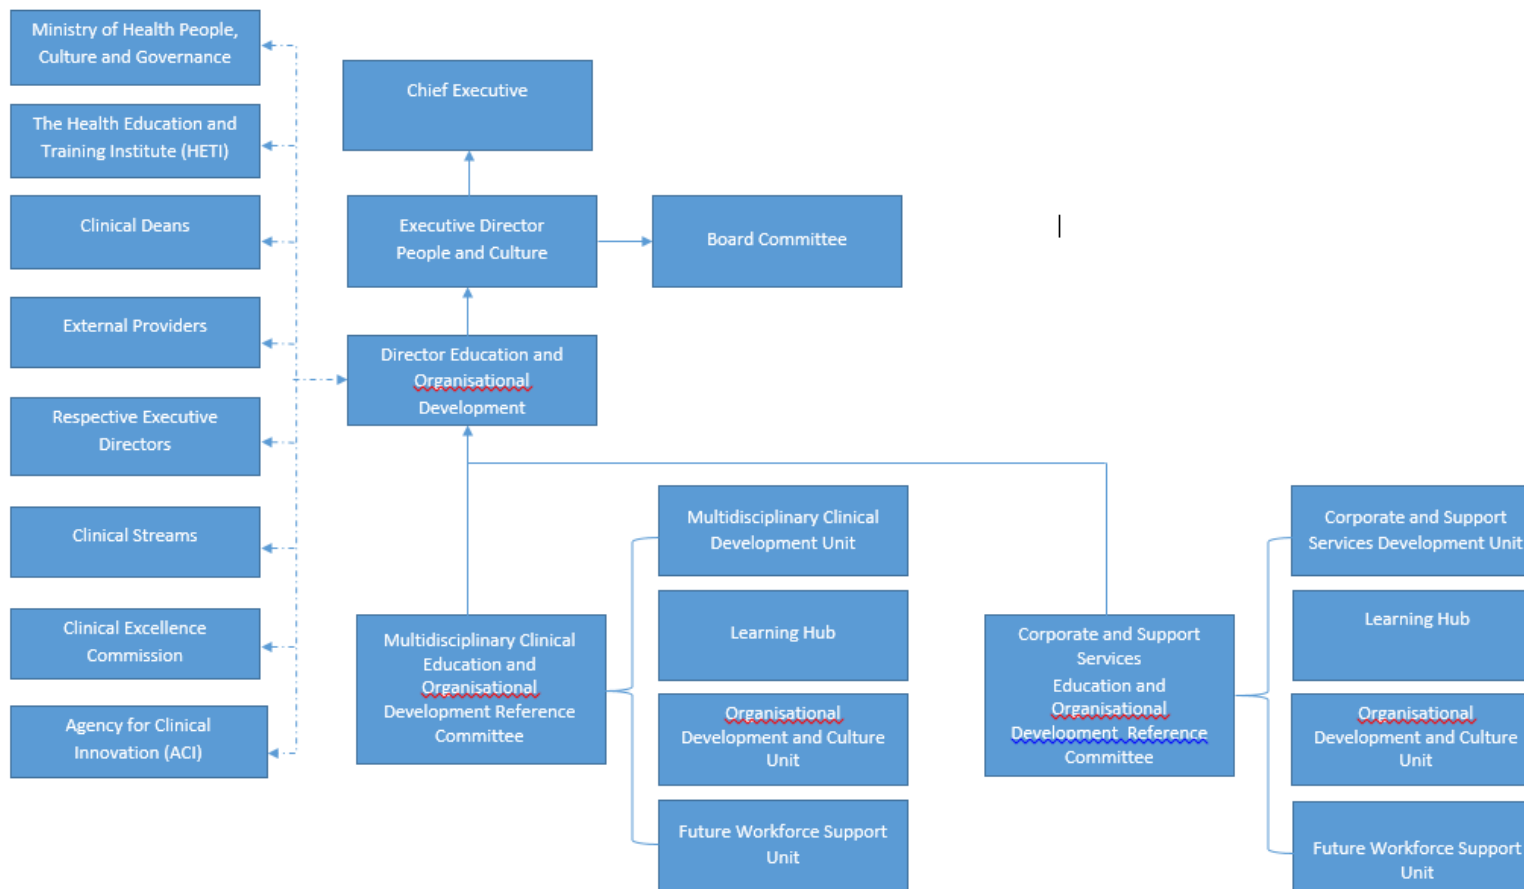 Ministry of Health People,
Culture and Governance
The Health Education and
Training Institute (HETI)
Clinical Deans
External Providers
Respective Executive
Directors
Clinical Streams
Clinical Excellence
Commission
Agency for Clinical
Innovation (ACI)
Chief Executive
Executive Director
People and Culture
Board Committee
Director Education and
Organisational
Development
Multidisciplinary Clinical
Education and
Organisational
Development Reference
Committee
Multidisciplinary Clinical
Development Unit
Learning Hub
Organisational
Development and Culture
Unit
Future Workforce Support
Unit
Corporate and Support
Services
Education and
Organisational
Development Reference
Committee
Corporate and Support
Services Development Unit
Learning Hub
Organisational
Development and Culture
Unit
Future Workforce Support
Unit